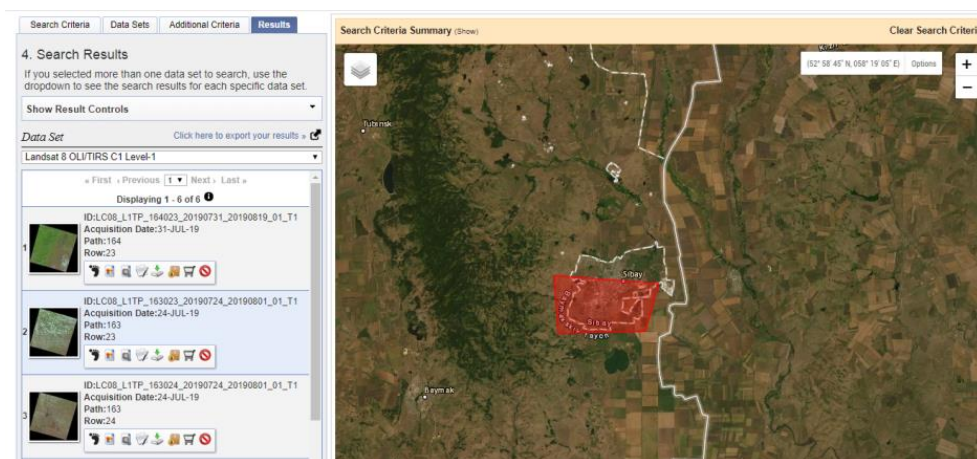 Search Criteria
Data Sets
Additional Criteria
Results
4. Search Results
If you selected more than one data set to search, use the
dropdown to see the search results for each specific data set.
Show Result Controls
Data Set
Click here to export your results »
Landsat 8 OLI/TIRS C1 Level-1
« First ‹ Previous 1 Next › Last »
Displaying 1 - 6 of 6
1
ID:LC08_L1TP_164023_20190731_20190819_01_T1
Acquisition Date:31-JUL-19
Path:164
Row:23
2
ID:LC08_L1TP_163023_20190724_20190801_01_T1
Acquisition Date:24-JUL-19
Path:163
Row:23
3
ID:LC08_L1TP_163024_20190724_20190801_01_T1
Acquisition Date:24-JUL-19
Path:163
Row:24
Search Criteria Summary (Show)
Clear Search Criteri
(52° 58' 45" N, 058° 19' 05" E)
Options
+
−
Tubinsk
Sibay
Sibay
rayon
Baymak